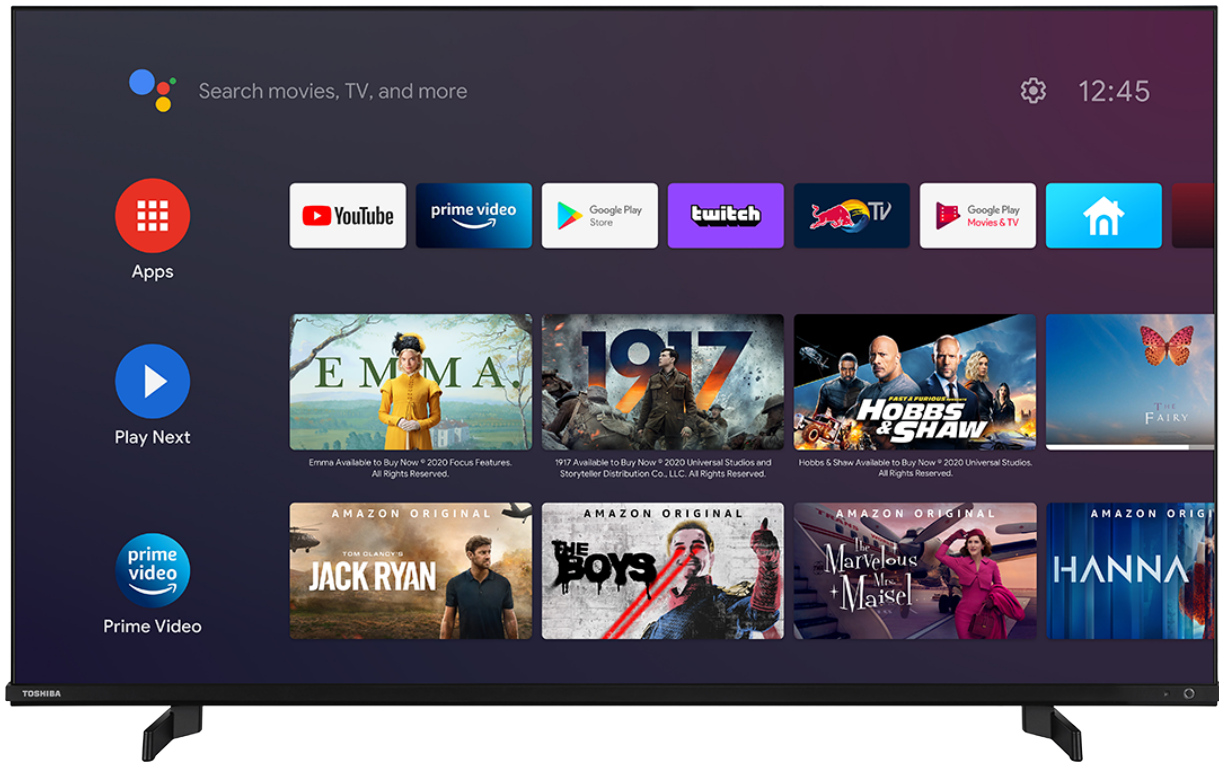 Search movies, TV, and more
12:45
Apps
YouTube
prime video
Google Play
Store
twitch
TV
Google Play
Movies & TV
Play Next
EMMA.
1917
FAST & FURIOUS PRESENTS
HOBBS
& SHAW
THE
FAIRY
Emma Available to Buy Now © 2020 Focus Features.
All Rights Reserved.
1917 Available to Buy Now © 2020 Universal Studios and
Storyteller Distribution Co., LLC. All Rights Reserved.
Hobbs & Shaw Available to Buy Now © 2020 Universal Studios.
All Rights Reserved.
prime
video
Prime Video
AMAZON ORIGINAL
TOM CLANCY'S
JACK RYAN
AMAZON ORIGINAL
THE
BOYS
AMAZON ORIGINAL
TRANS
The
Marvelous
Mrs.
Maisel
AMAZON ORIGI
HANNA
TOSHIBA